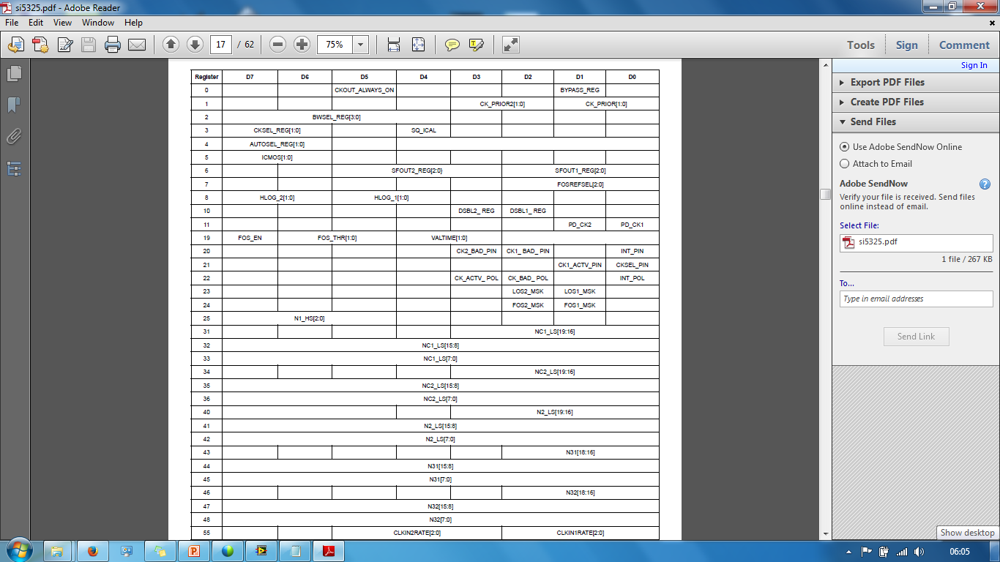 si5325.pdf - Adobe Reader
File Edit View Window Help
17 / 62 75% Tools Sign Comment
Sign In
Export PDF Files
Create PDF Files
Send Files
Use Adobe SendNow Online
Attach to Email
Adobe SendNow
Verify your file is received. Send files
online instead of email.
Select File:
si5325.pdf
1 file / 267 KB
To...
Type in email addresses
Send Link
Register D7 D6 D5 D4 D3 D2 D1 D0
0 CKOUT_ALWAYS_ON BYPASS_REG
1 CK_PRIOR2[1:0] CK_PRIOR[1:0]
2 BWSEL_REG[3:0]
3 CKSEL_REG[1:0] SQ_ICAL
4 AUTOSEL_REG[1:0]
5 ICMOS[1:0]
6 SFOUT2_REG[2:0} SFOUT1_REG[2:0]
7 FOSREFSEL[2:0]
8 HLOG_2[1:0] HLOG_1[1:0]
10 DSBL2_ REG DSBL1_ REG
11 PD_CK2 PD_CK1
19 FOS_EN FOS_THR[1:0] VALTIME[1:0]
20 CK2_BAD_PIN CK1_ BAD_ PIN INT_PIN
21 CK1_ACTV_PIN CKSEL_PIN
22 CK_ACTV_ POL CK_BAD_ POL INT_POL
23 LOS2_MSK LOS1_MSK
24 FOS2_MSK FOS1_MSK
25 N1_HS[2:0]
31 NC1_LS[19:16]
32 NC1_LS[15:8]
33 NC1_LS[7:0]
34 NC2_LS[19:16]
35 NC2_LS[15:8]
36 NC2_LS[7:0]
40 N2_LS[19:16]
41 N2_LS[15:8]
42 N2_LS[7:0]
43 N31[18:16]
44 N31[15:8]
45 N31[7:0]
46 N32[18:16]
47 N32[15:8]
48 N32[7:0]
55 CLKIN2RATE[2:0] CLKIN1RATE[2:0]
Show desktop
06:05